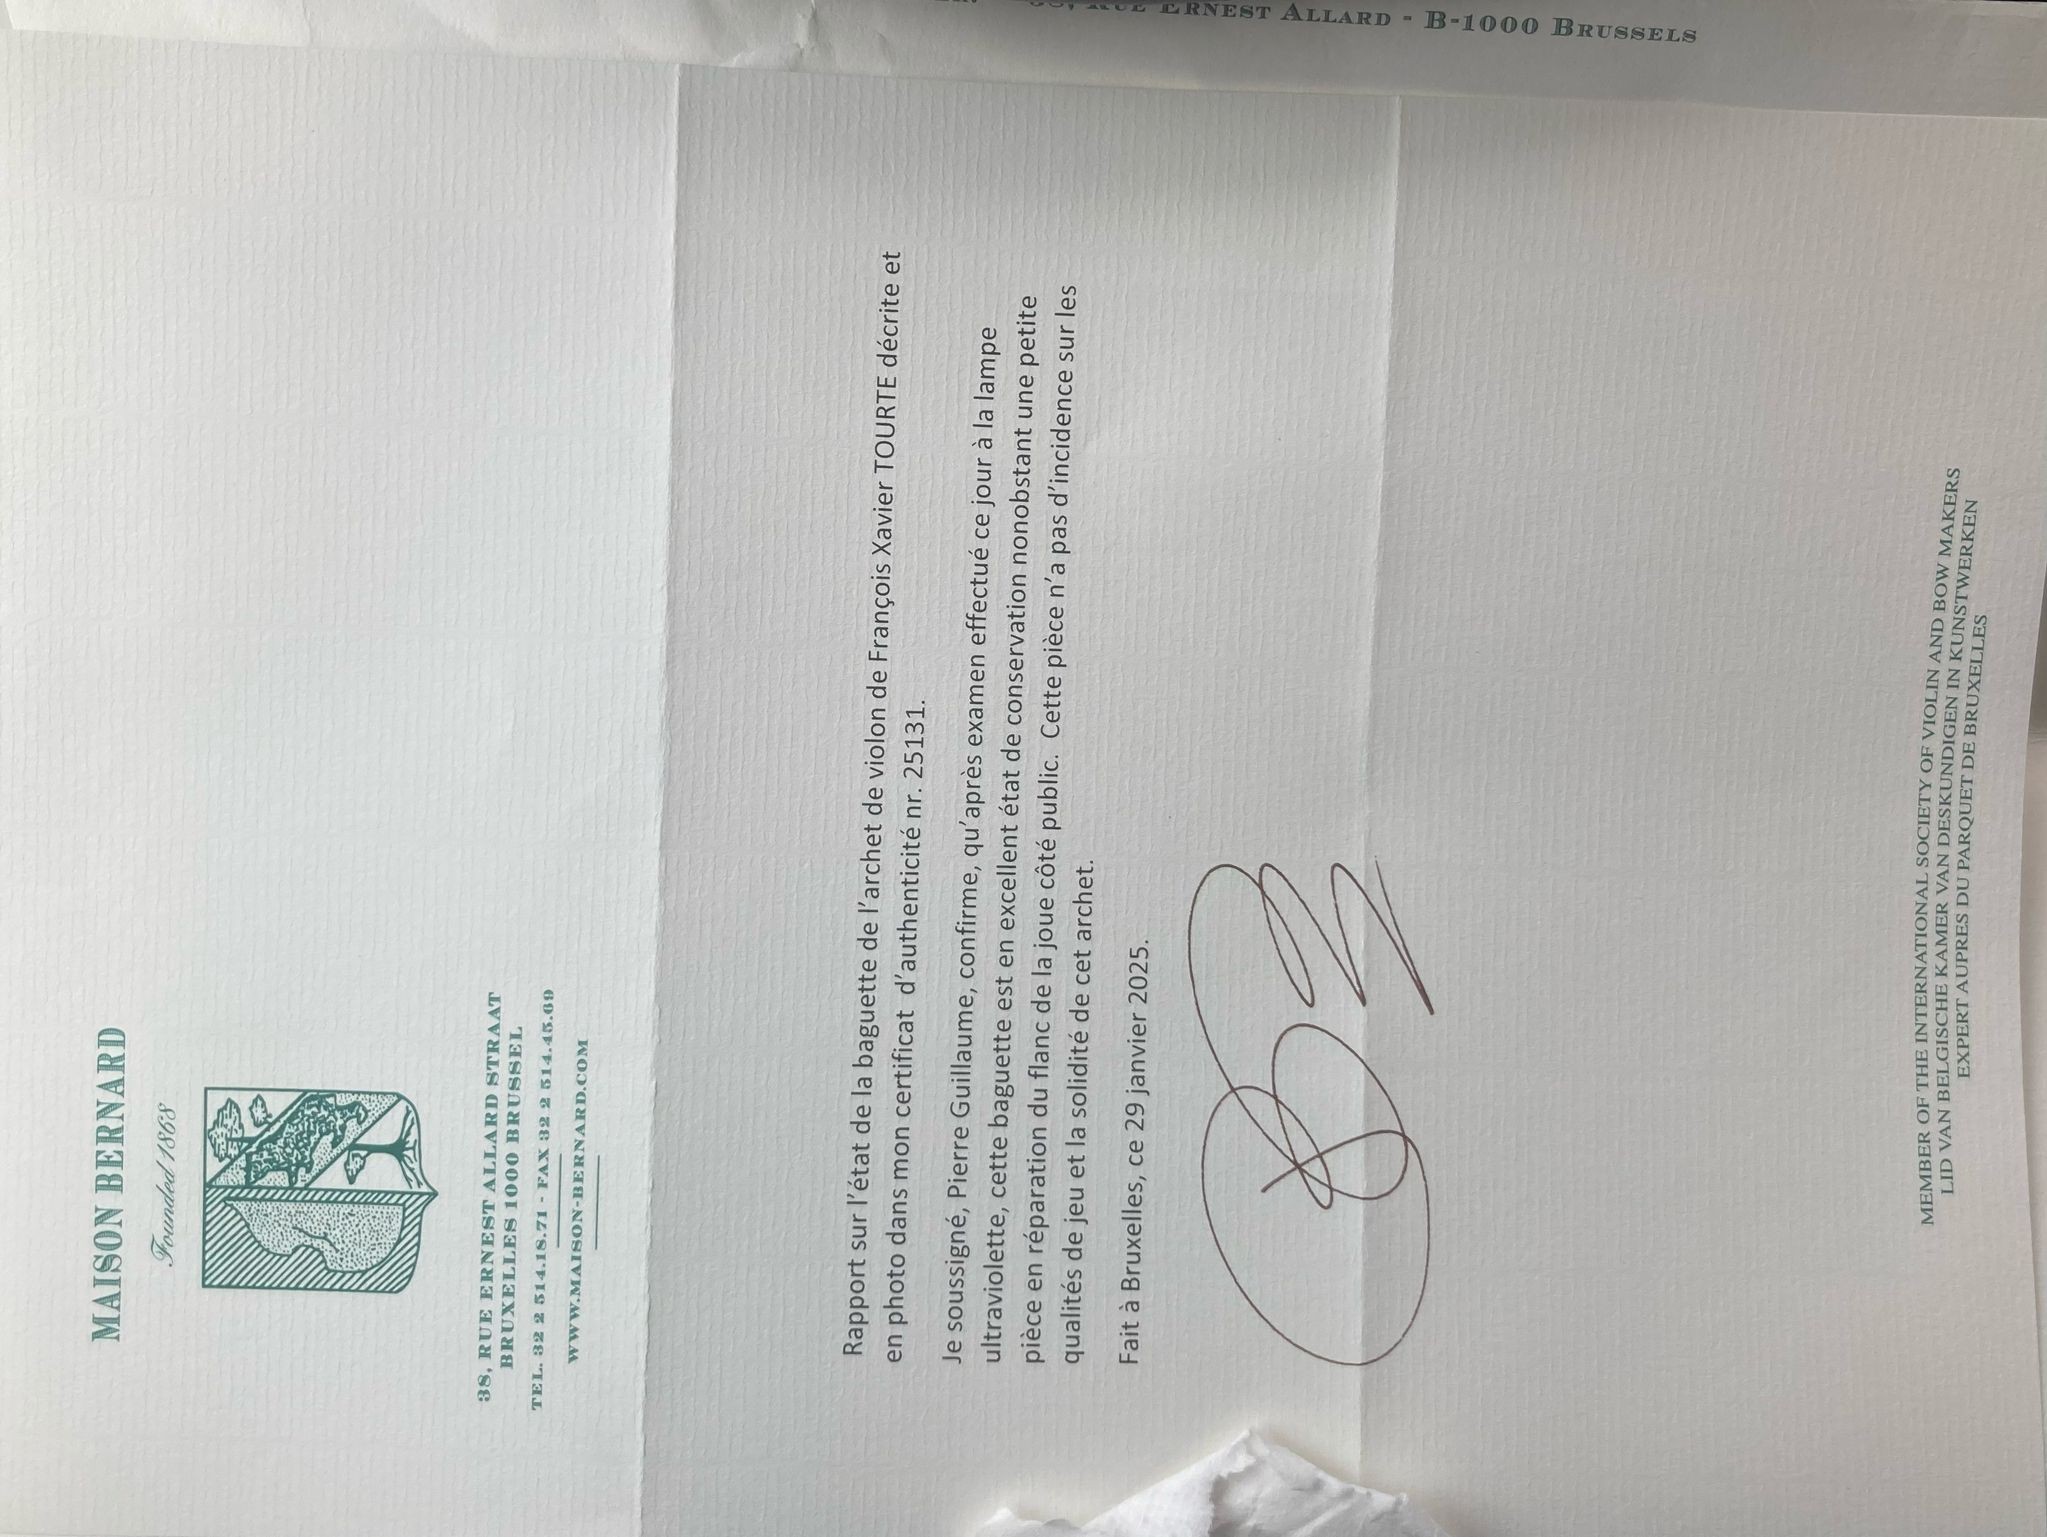 RUE ERNEST ALLARD - B-1000 BRUSSELS
MAISON BERNARD
Founded 1868
38, RUE ERNEST ALLARD STRAAT
BRUXELLES 1000 BRUSSEL
TEL. 32 2 514.18.71 - FAX 32 2 514.45.69
WWW.MAISON-BERNARD.COM
Rapport sur l'état de la baguette de l'archet de violon de François Xavier TOURTE décrite et
en photo dans mon certificat d'authenticité nr. 25131.
Je soussigné, Pierre Guillaume, confirme, qu'après examen effectué ce jour à la lampe
ultraviolette, cette baguette est en excellent état de conservation nonobstant une petite
pièce en réparation du flanc de la joue côté public. Cette pièce n'a pas d'incidence sur les
qualités de jeu et la solidité de cet archet.
Fait à Bruxelles, ce 29 janvier 2025.
MEMBER OF THE INTERNATIONAL SOCIETY OF VIOLIN AND BOW MAKERS
LID VAN BELGISCHE KAMER VAN DESKUNDIGEN IN KUNSTWERKEN
EXPERT AUPRES DU PARQUET DE BRUXELLES